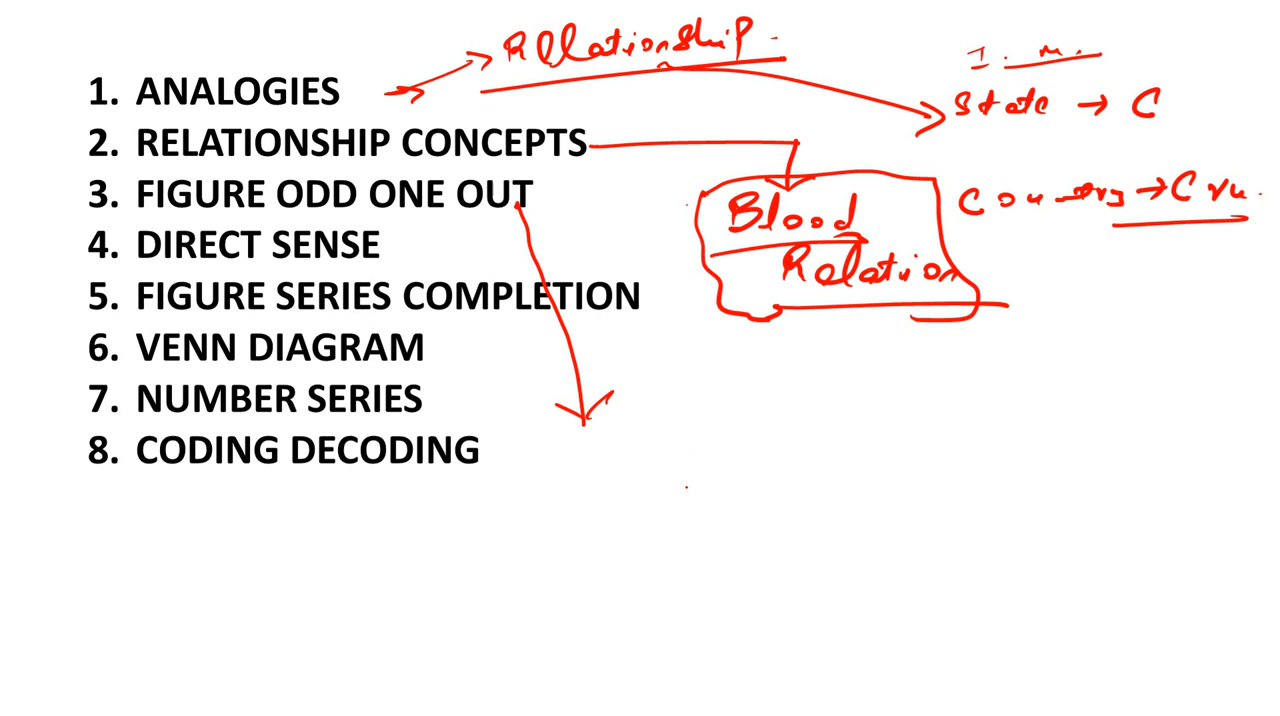 Relationship.
I. M.
1. ANALOGIES
State → C
2. RELATIONSHIP CONCEPTS
3. FIGURE ODD ONE OUT
Country →
Blood
Relation
4. DIRECT SENSE
5. FIGURE SERIES COMPLETION
6. VENN DIAGRAM
7. NUMBER SERIES
8. CODING DECODING